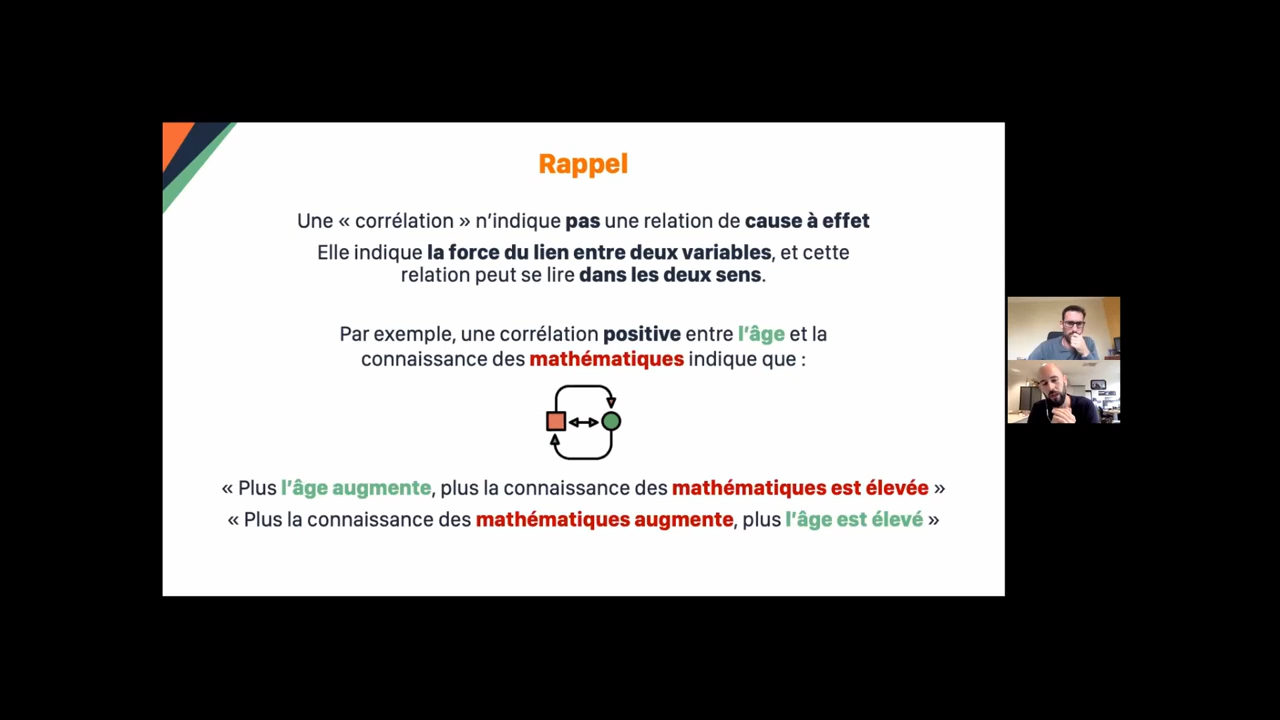 Rappel
Une « corrélation » n’indique pas une relation de cause à effet
Elle indique la force du lien entre deux variables, et cette
relation peut se lire dans les deux sens.
Par exemple, une corrélation positive entre l’âge et la
connaissance des mathématiques indique que :
« Plus l’âge augmente, plus la connaissance des mathématiques est élevée »
« Plus la connaissance des mathématiques augmente, plus l’âge est élevé »